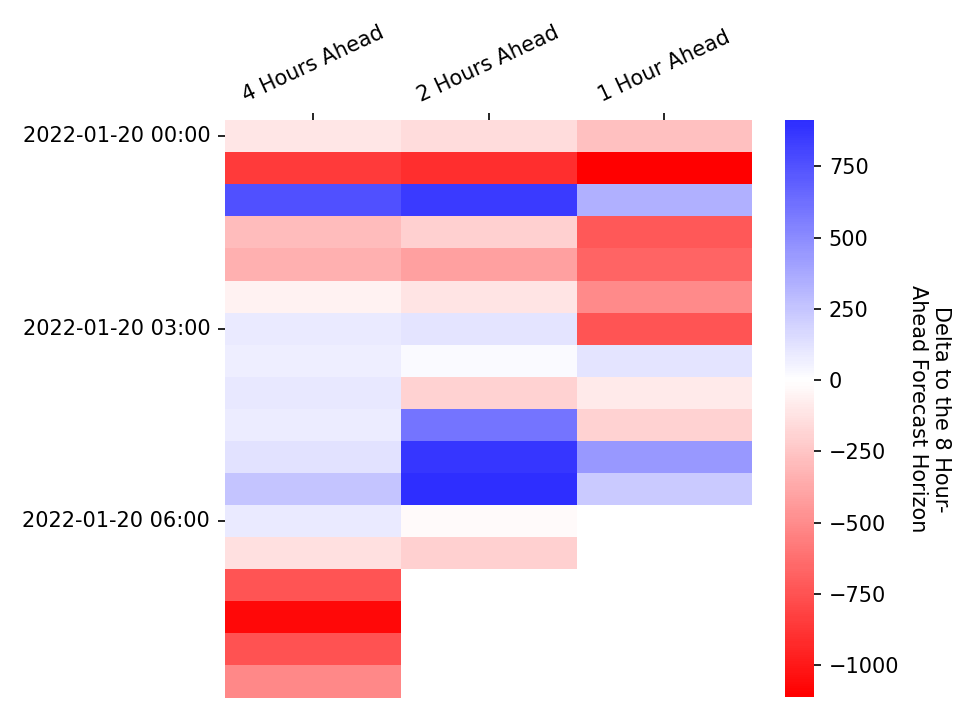 4 Hours Ahead
2 Hours Ahead
1 Hour Ahead
2022-01-20 00:00
2022-01-20 03:00
2022-01-20 06:00
750
500
250
0
−250
−500
−750
−1000
Delta to the 8 Hour-
Ahead Forecast Horizon